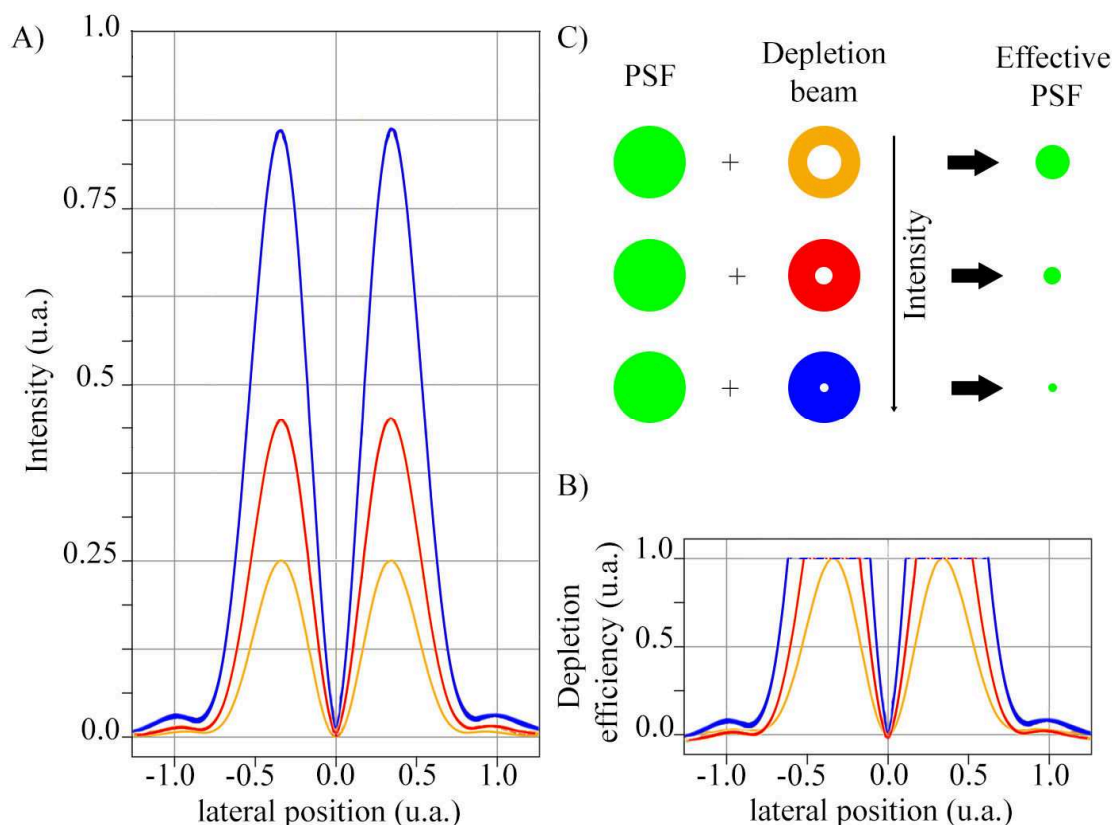 A)
Intensity (u.a.)
1.0
0.75
0.5
0.25
0.0
-1.0 -0.5 0.0 0.5 1.0
lateral position (u.a.)
C)
PSF
Depletion
beam
Effective
PSF
+
+
+
Intensity
B)
Depletion
efficiency (u.a.)
1.0
0.5
0.0
-1.0 -0.5 0.0 0.5 1.0
lateral position (u.a.)